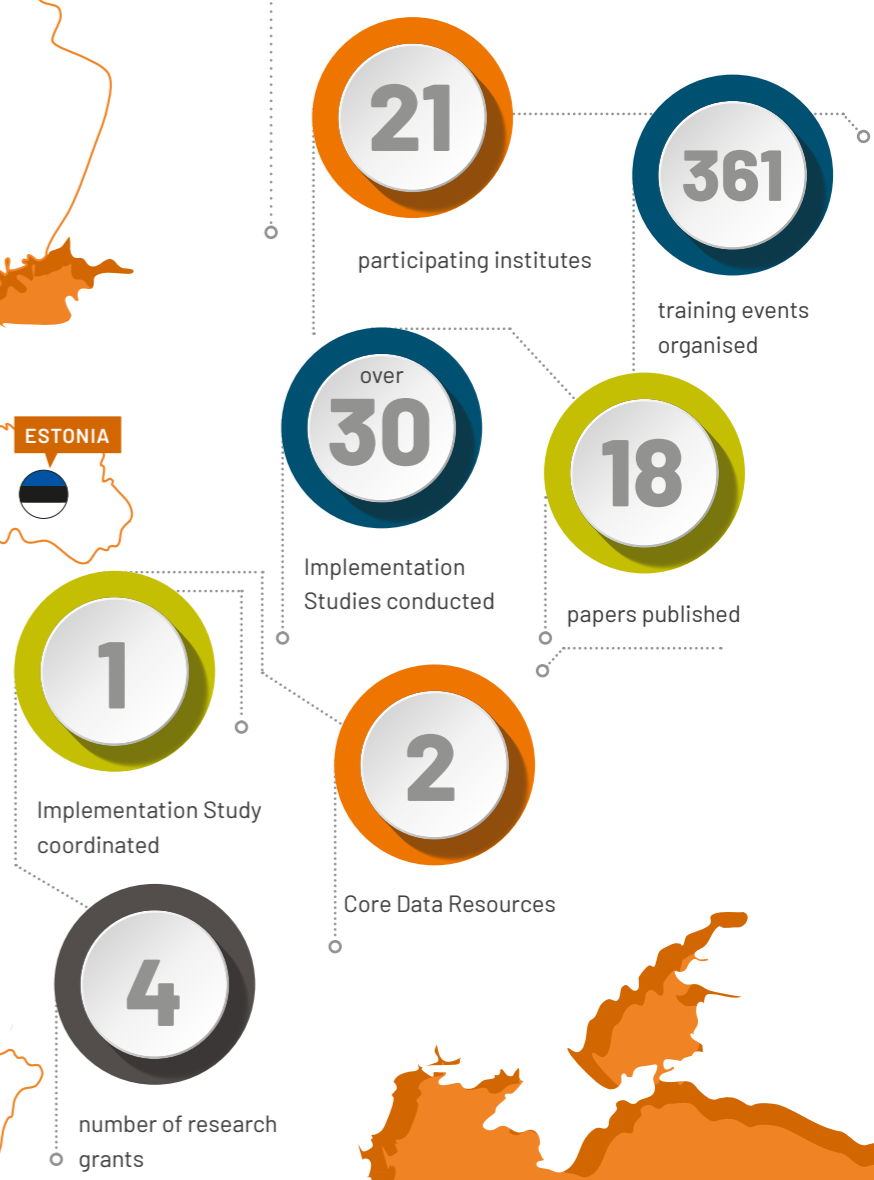 21
participating institutes
361
training events
organised
over
30
Implementation
Studies conducted
18
papers published
ESTONIA
1
Implementation Study
coordinated
2
Core Data Resources
4
number of research
grants